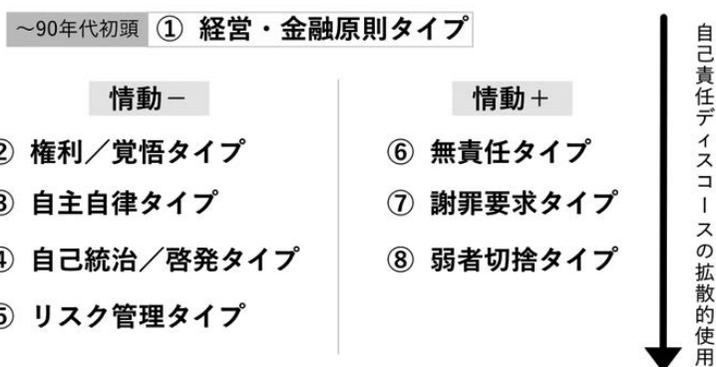 ～90年代初頭 ① 経営・金融原則タイプ
情動－
② 権利／覚悟タイプ
③ 自主自律タイプ
④ 自己統治／啓発タイプ
⑤ リスク管理タイプ
情動＋
⑥ 無責任タイプ
⑦ 謝罪要求タイプ
⑧ 弱者切捨タイプ
自己責任ディスコースの拡散的使用